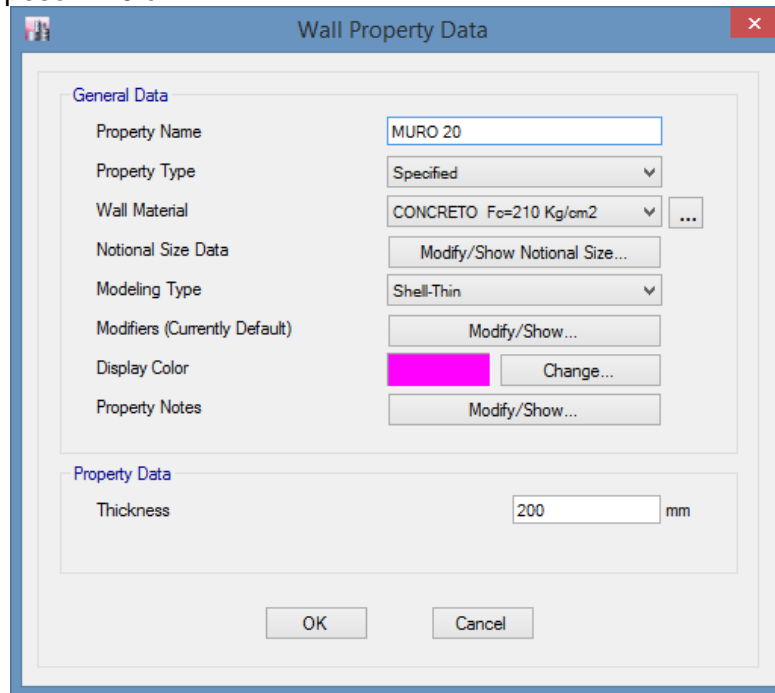 Wall Property Data
General Data
Property Name MURO 20
Property Type Specified
Wall Material CONCRETO Fc=210 Kg/cm2 ...
Notional Size Data Modify/Show Notional Size...
Modeling Type Shell-Thin
Modifiers (Currently Default) Modify/Show...
Display Color Change...
Property Notes Modify/Show...
Property Data
Thickness 200 mm
OK Cancel